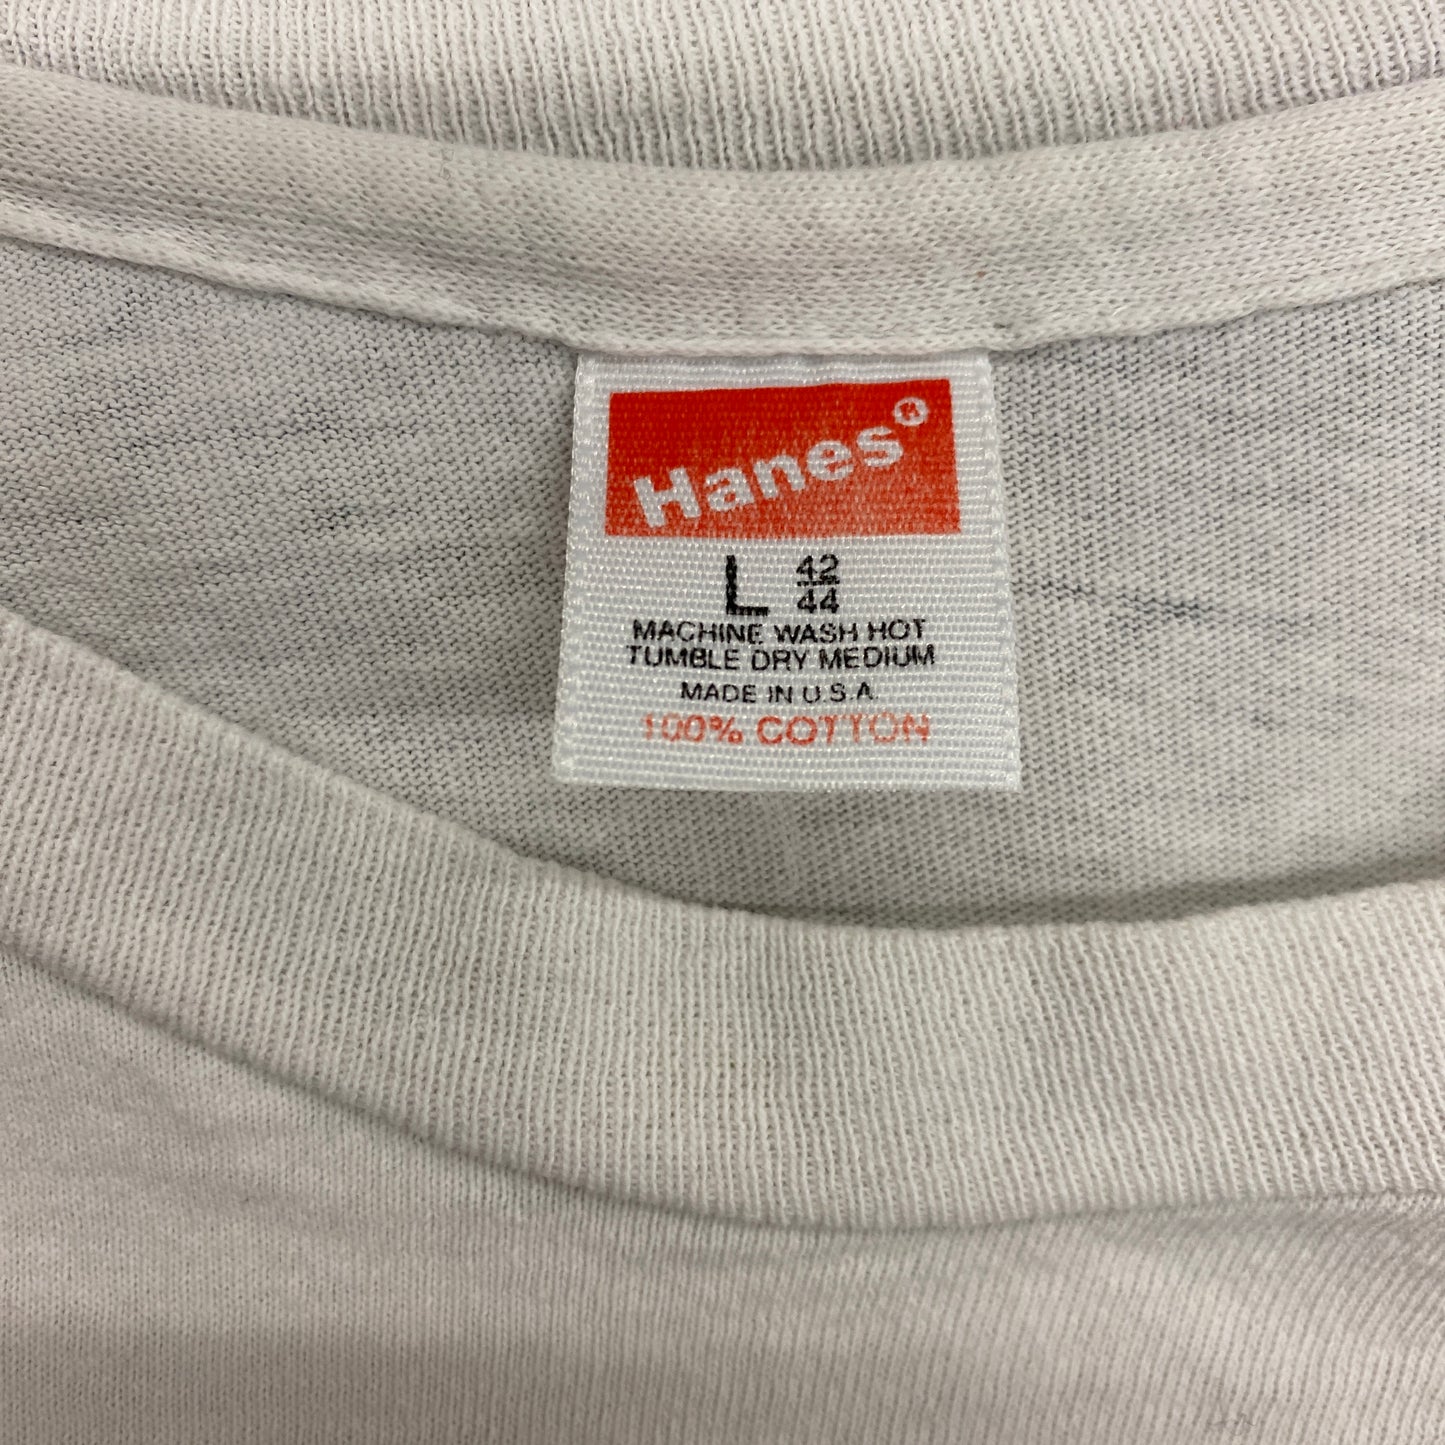 Hanes®
L 42/44
MACHINE WASH HOT
TUMBLE DRY MEDIUM
MADE IN U.S.A.
100% COTTON